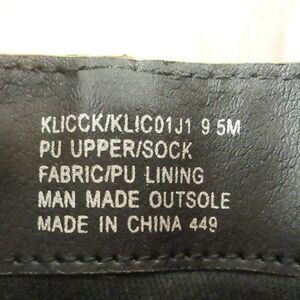 KLICCK/KLIC01J1 9 5M
PU UPPER/SOCK
FABRIC/PU LINING
MAN MADE OUTSOLE
MADE IN CHINA 449